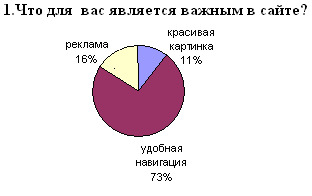 1.Что для вас является важным в сайте?
реклама
16%
красивая
картинка
11%
удобная
навигация
73%